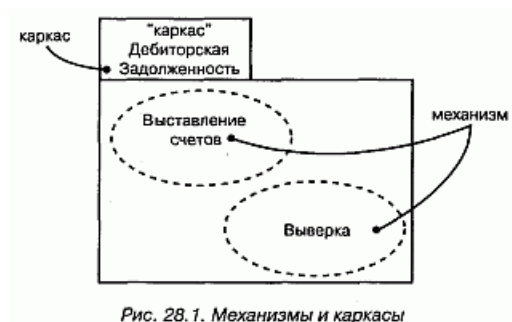 каркас
"каркас"
Дебиторская
Задолженность
Выставление
счетов
механизм
Выверка
Рис. 28.1. Механизмы и каркасы